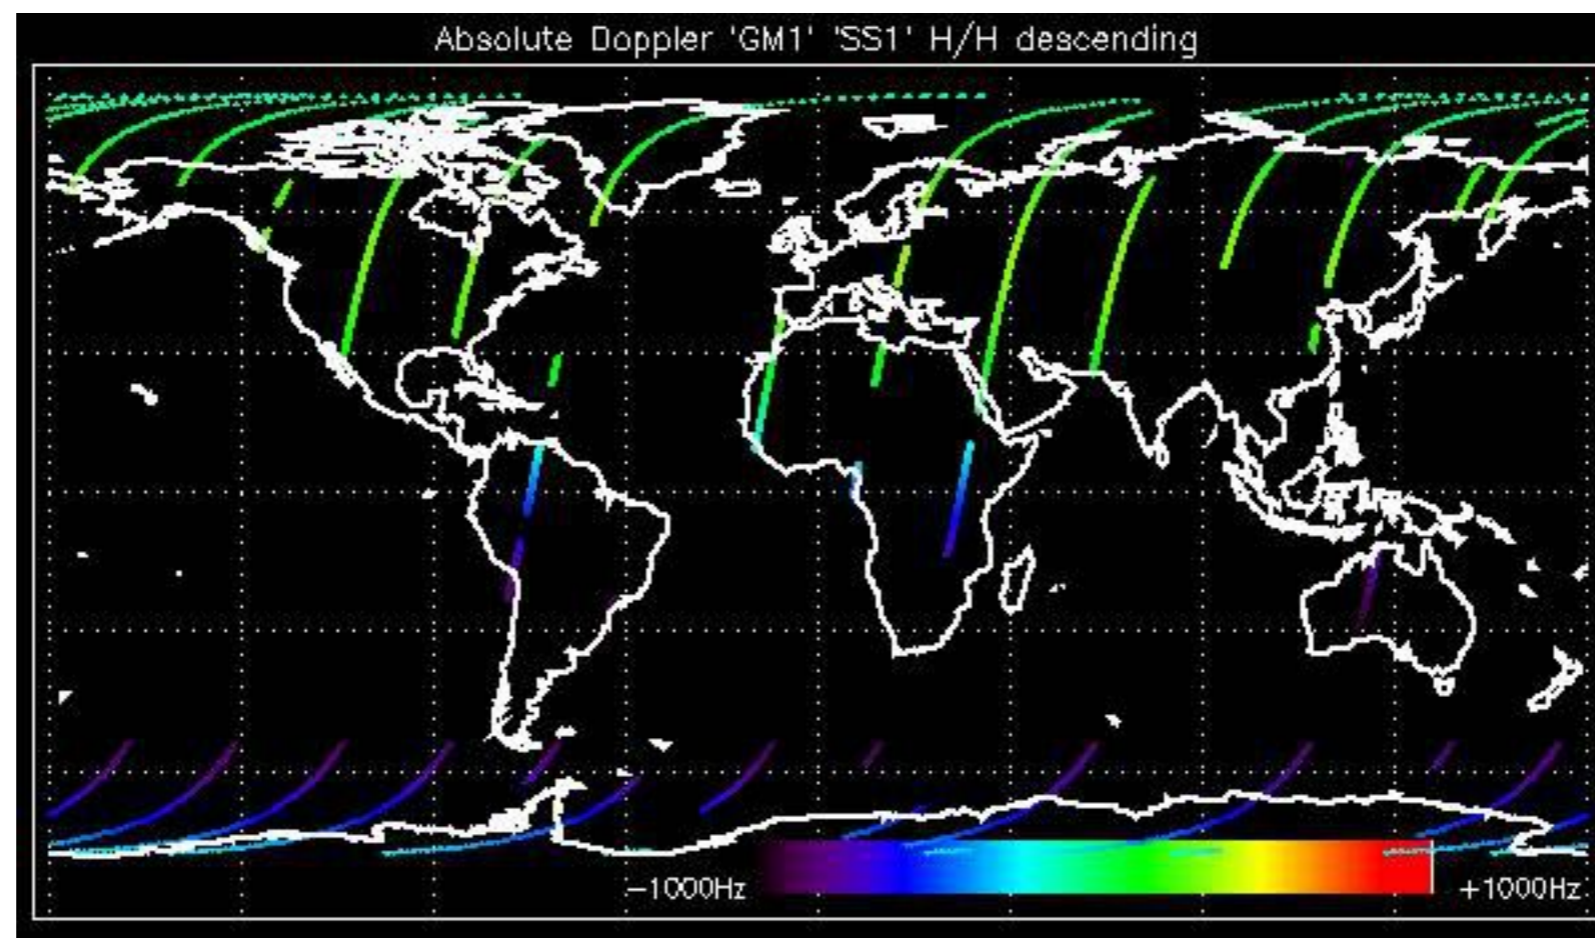 Absolute Doppler 'GM1' 'SS1' H/H descending
−1000Hz
+1000Hz